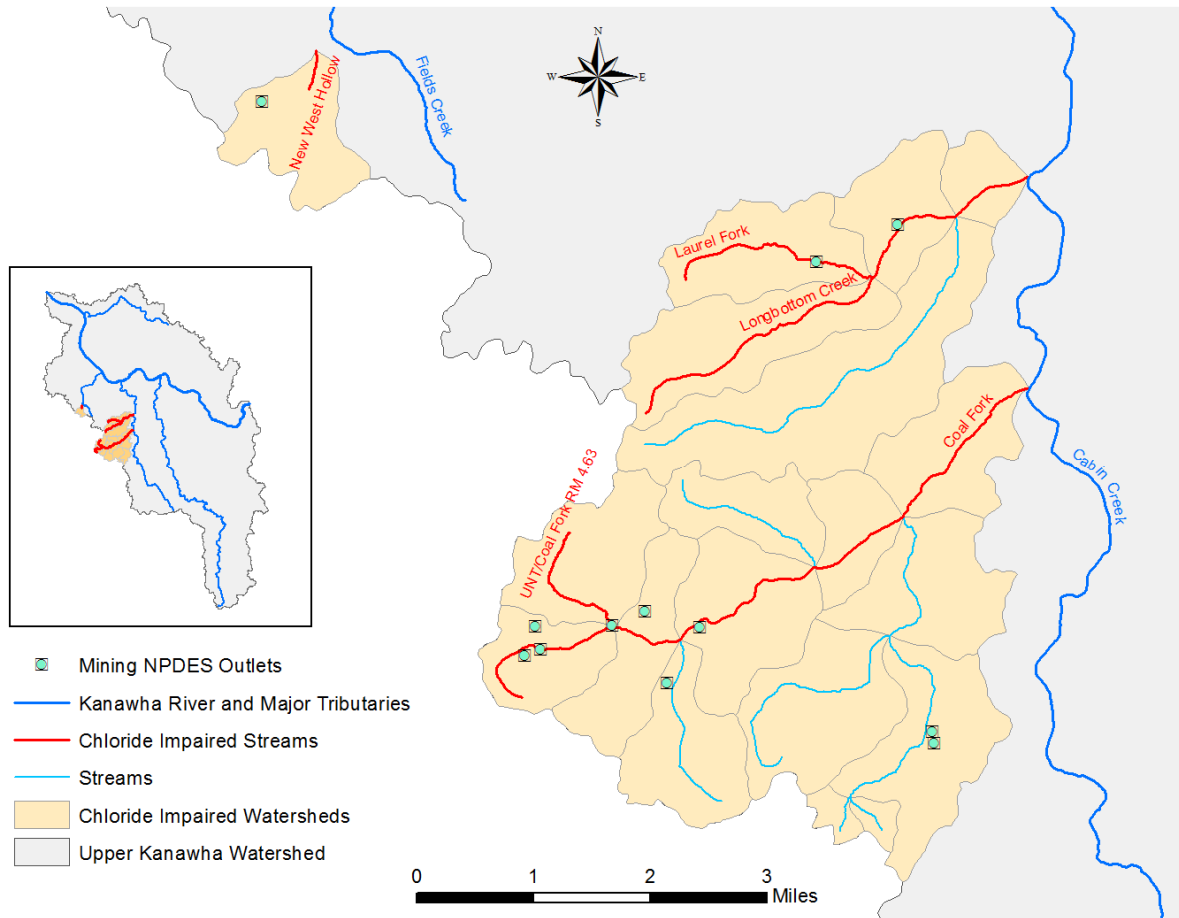 N
W
E
S
Fields Creek
New West Hollow
Laurel Fork
Longbottom Creek
Coal Fork
Cabin Creek
UNT/Coal Fork RM 4.63
Mining NPDES Outlets
Kanawha River and Major Tributaries
Chloride Impaired Streams
Streams
Chloride Impaired Watersheds
Upper Kanawha Watershed
0 1 2 3
Miles